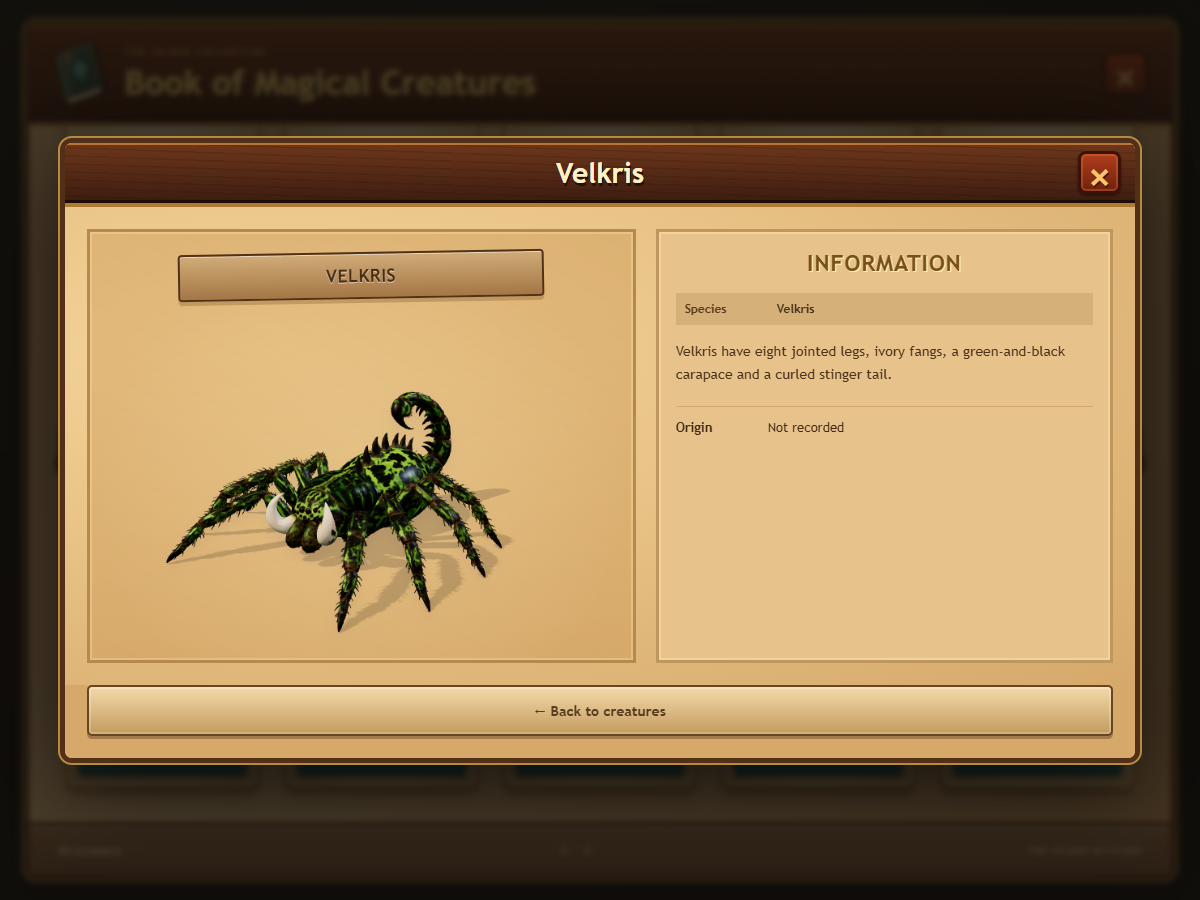 Book of Magical Creatures
Velkris
VELKRIS
INFORMATION
Species Velkris
Velkris have eight jointed legs, ivory fangs, a green-and-black
carapace and a curled stinger tail.
Origin Not recorded
← Back to creatures